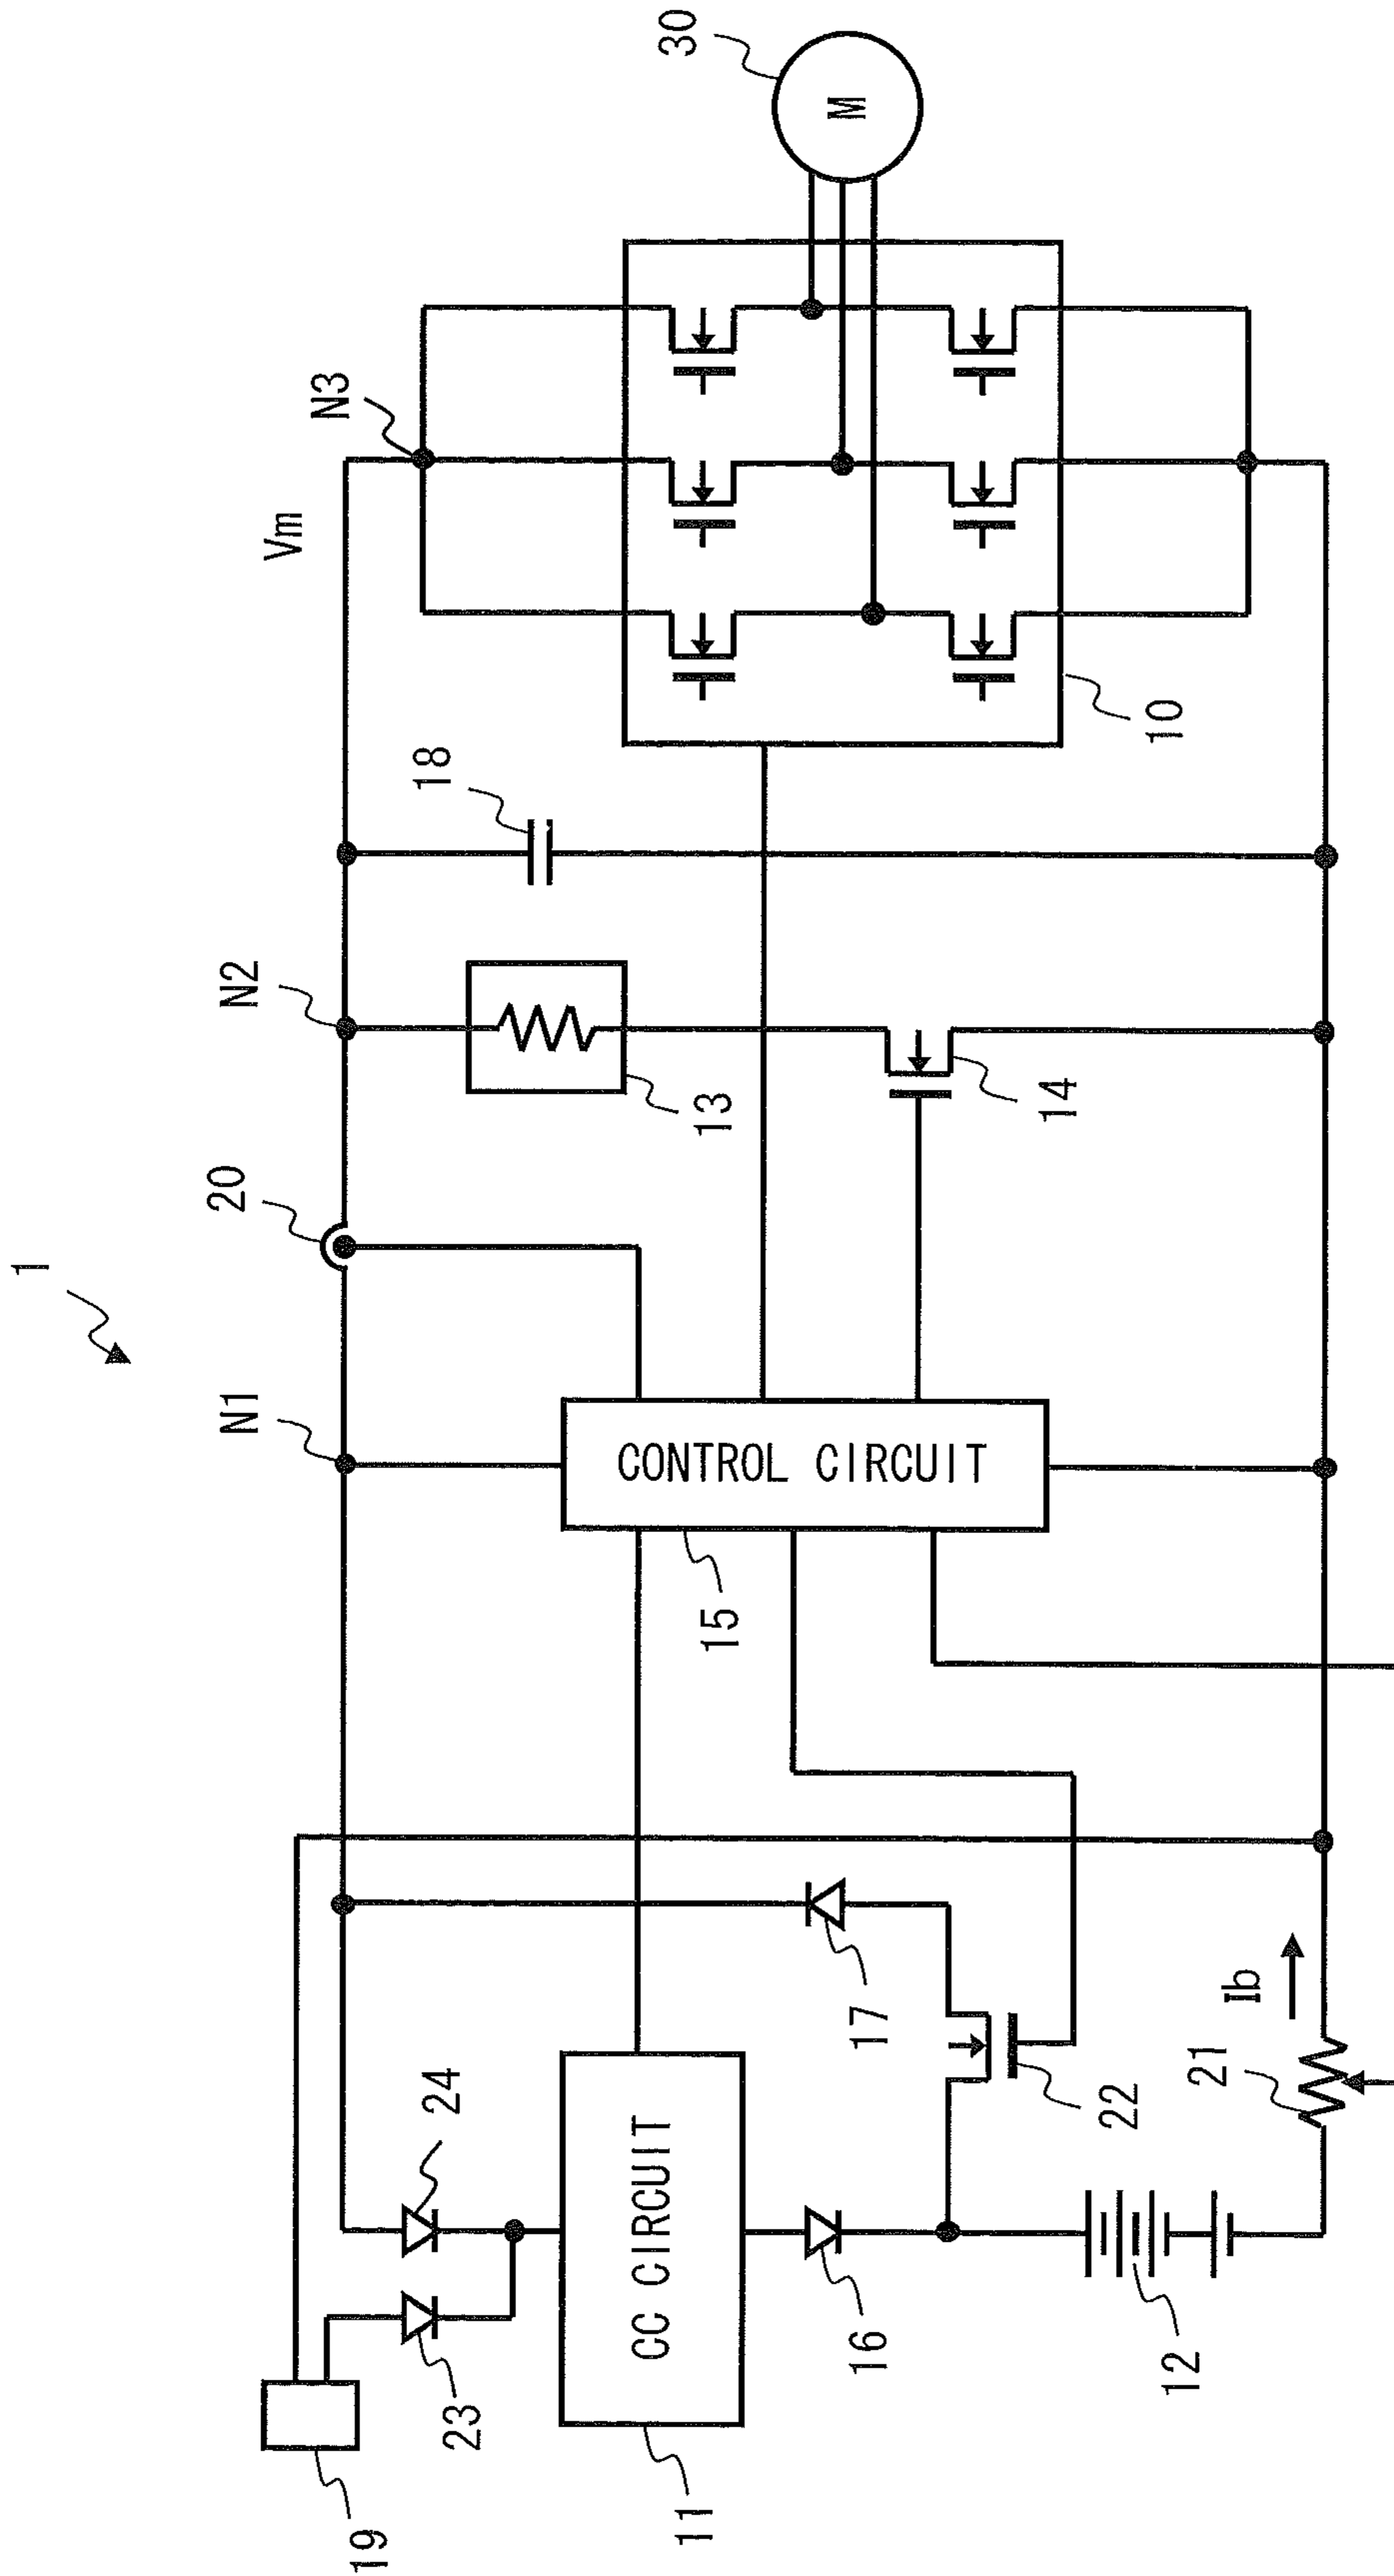 1
20
N1
N2
N3
Vm
30
M
18
13
14
10
CONTROL CIRCUIT
15
19
23
24
CC CIRCUIT
11
16
17
22
12
21
Ib